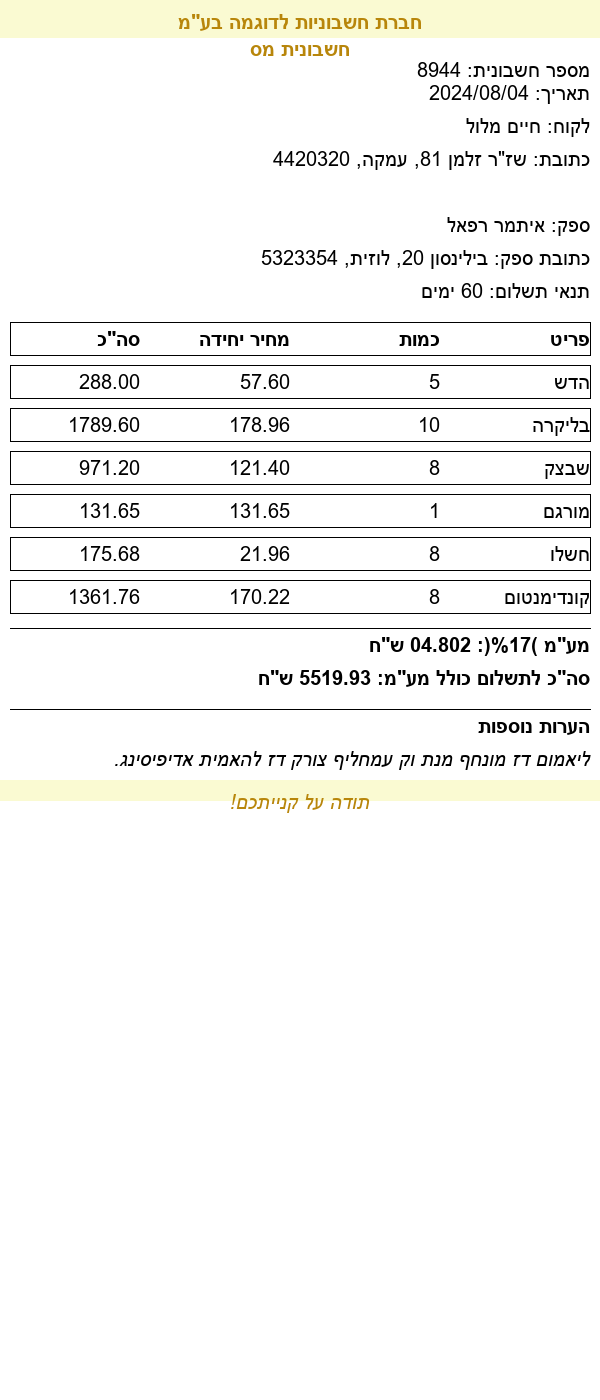 חברת חשבוניות לדוגמה בע"מ
חשבונית מס
מספר חשבונית: 8944
תאריך: 2024/08/04
לקוח: חיים מלול
כתובת: שז"ר זלמן 81, עמקה, 4420320
ספק: איתמר רפאל
כתובת ספק: בילינסון 20, לוזית, 5323354
תנאי תשלום: 60 ימים
פריט כמות מחיר יחידה סה"כ
הדש 5 57.60 288.00
בליקרה 10 178.96 1789.60
שבצק 8 121.40 971.20
מורגם 1 131.65 131.65
חשלו 8 21.96 175.68
קונדימנטום 8 170.22 1361.76
מע"מ )17%(: 04.802 ש"ח
סה"כ לתשלום כולל מע"מ: 5519.93 ש"ח
הערות נוספות
ליאמום דז מונחף מנת וק עמחליף צורק דז להאמית אדיפיסינג.
תודה על קנייתכם!